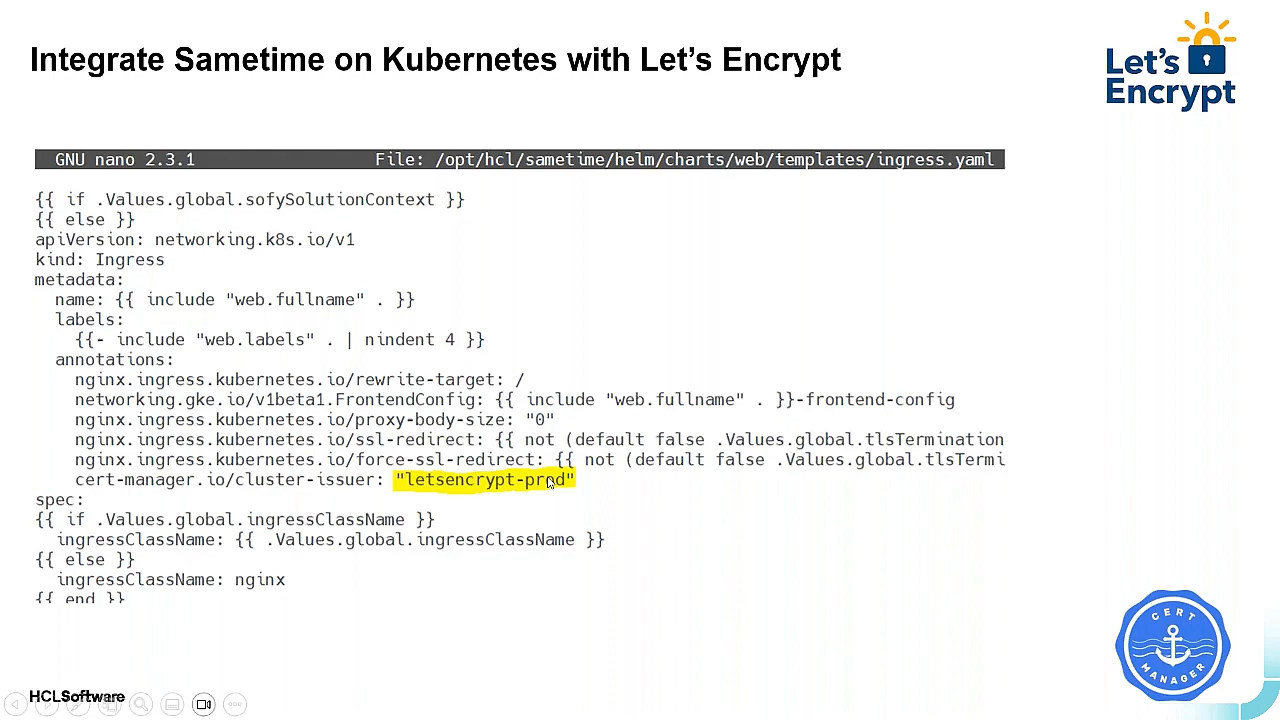 Integrate Sametime on Kubernetes with Let's Encrypt
Let's
Encrypt
GNU nano 2.3.1 File: /opt/hcl/sametime/helm/charts/web/templates/ingress.yaml
{{ if .Values.global.sofySolutionContext }}
{{ else }}
apiVersion: networking.k8s.io/v1
kind: Ingress
metadata:
  name: {{ include "web.fullname" . }}
  labels:
    {{- include "web.labels" . | nindent 4 }}
  annotations:
    nginx.ingress.kubernetes.io/rewrite-target: /
    networking.gke.io/v1beta1.FrontendConfig: {{ include "web.fullname" . }}-frontend-config
    nginx.ingress.kubernetes.io/proxy-body-size: "0"
    nginx.ingress.kubernetes.io/ssl-redirect: {{ not (default false .Values.global.tlsTermination
    nginx.ingress.kubernetes.io/force-ssl-redirect: {{ not (default false .Values.global.tlsTermi
    cert-manager.io/cluster-issuer: "letsencrypt-prod"
spec:
{{ if .Values.global.ingressClassName }}
  ingressClassName: {{ .Values.global.ingressClassName }}
{{ else }}
  ingressClassName: nginx
{{ end }}
CERT
MANAGER
HCLSoftware